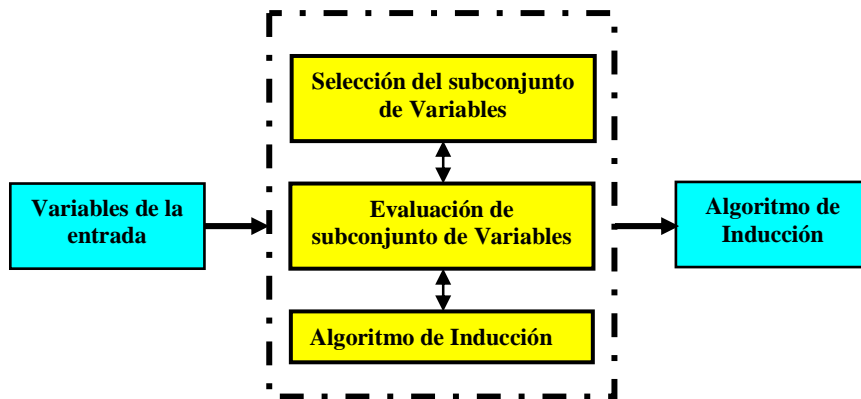 Selección del subconjunto
de Variables
Variables de la
entrada
Evaluación de
subconjunto de Variables
Algoritmo de
Inducción
Algoritmo de Inducción